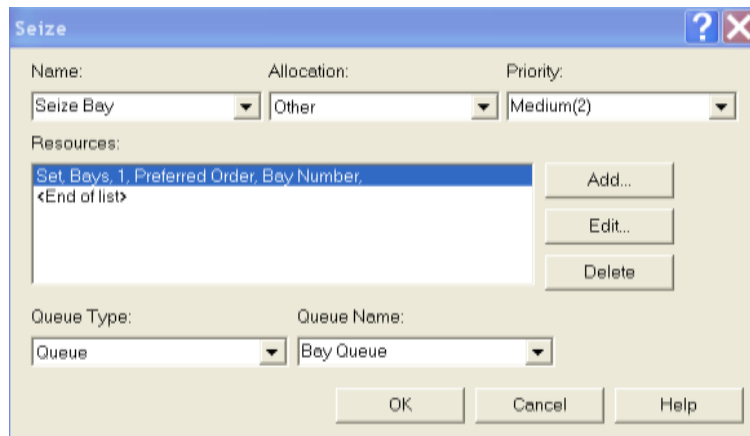 Seize
?
Name:
Allocation:
Priority:
Seize Bay
Other
Medium(2)
Resources:
Set, Bays, 1, Preferred Order, Bay Number,
<End of list>
Add...
Edit...
Delete
Queue Type:
Queue Name:
Queue
Bay Queue
OK
Cancel
Help